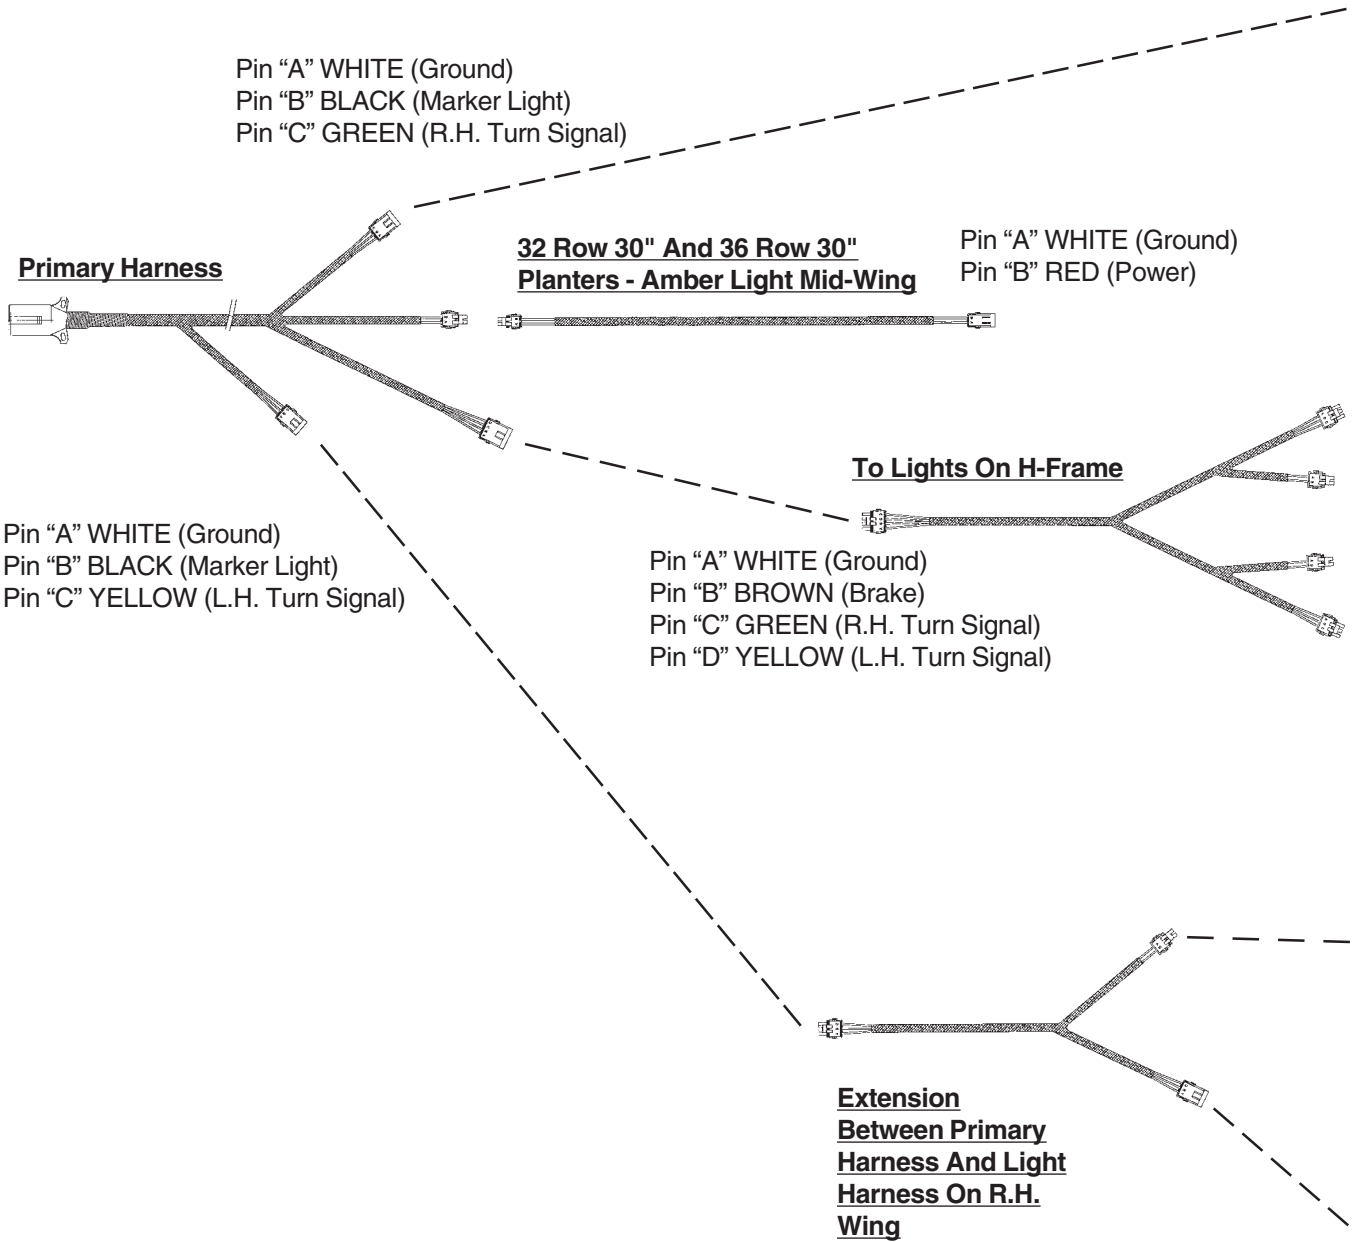 Pin “A” WHITE (Ground)
Pin “B” BLACK (Marker Light)
Pin “C” GREEN (R.H. Turn Signal)
Primary Harness
32 Row 30" And 36 Row 30"
Planters - Amber Light Mid-Wing
Pin “A” WHITE (Ground)
Pin “B” RED (Power)
To Lights On H-Frame
Pin “A” WHITE (Ground)
Pin “B” BLACK (Marker Light)
Pin “C” YELLOW (L.H. Turn Signal)
Pin “A” WHITE (Ground)
Pin “B” BROWN (Brake)
Pin “C” GREEN (R.H. Turn Signal)
Pin “D” YELLOW (L.H. Turn Signal)
Extension
Between Primary
Harness And Light
Harness On R.H.
Wing